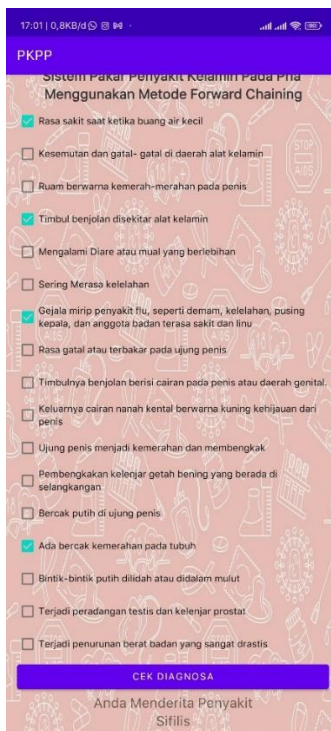 17:01 | 0,8KB/d
PKPP
Sistem Pakar Penyakit Kelamin Pada Pria
Menggunakan Metode Forward Chaining
Rasa sakit saat ketika buang air kecil
Kesemutan dan gatal- gatal di daerah alat kelamin
Ruam berwarna kemerah-merahan pada penis
Timbul benjolan disekitar alat kelamin
Mengalami Diare atau mual yang berlebihan
Sering Merasa kelelahan
Gejala mirip penyakit flu, seperti demam, kelelahan, pusing
kepala, dan anggota badan terasa sakit dan linu
Rasa gatal atau terbakar pada ujung penis
Timbulnya benjolan berisi cairan pada penis atau daerah genital.
Keluarnya cairan nanah kental berwarna kuning kehijauan dari
penis
Ujung penis menjadi kemerahan dan membengkak
Pembengkakan kelenjar getah bening yang berada di
selangkangan
Bercak putih di ujung penis
Ada bercak kemerahan pada tubuh
Bintik-bintik putih dilidah atau didalam mulut
Terjadi peradangan testis dan kelenjar prostat
Terjadi penurunan berat badan yang sangat drastis
CEK DIAGNOSA
Anda Menderita Penyakit
Sifilis